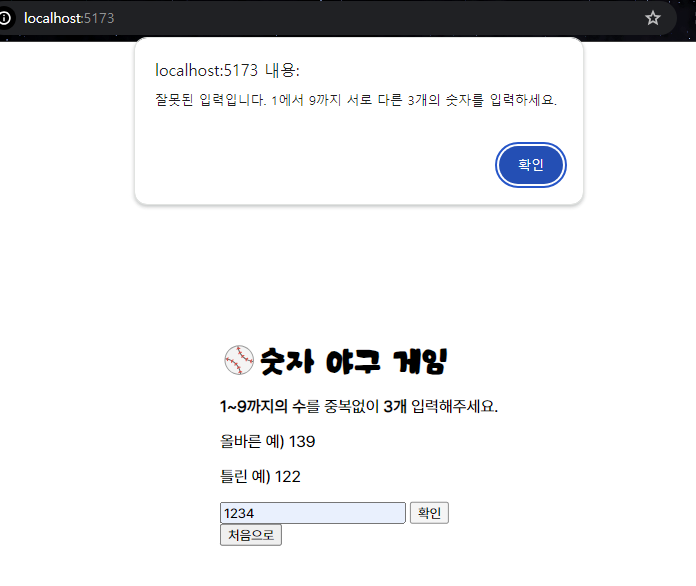 localhost:5173
localhost:5173 내용:
잘못된 입력입니다. 1에서 9까지 서로 다른 3개의 숫자를 입력하세요.
확인
숫자 야구 게임
1~9까지의 수를 중복없이 3개 입력해주세요.
올바른 예) 139
틀린 예) 122
1234 확인
처음으로